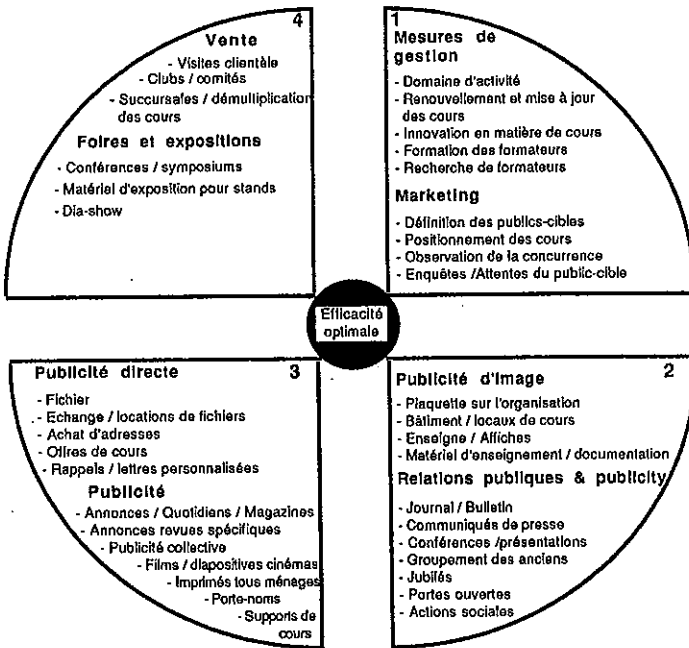 4
Vente
- Visites clientèle
- Clubs / comités
- Succursales / démultiplication
des cours
Foires et expositions
- Conférences / symposiums
- Matériel d'exposition pour stands
- Dia-show
1
Mesures de
gestion
- Domaine d'activité
- Renouvellement et mise à jour
des cours
- Innovation en matière de cours
- Formation des formateurs
- Recherche de formateurs
Marketing
- Définition des publics-cibles
- Positionnement des cours
- Observation de la concurrence
- Enquêtes /Attentes du public-cible
Efficacité
optimale
Publicité directe 3
- Fichier
- Echange / locations de fichiers
- Achat d'adresses
- Offres de cours
- Rappels / lettres personnalisées
Publicité
- Annonces / Quotidiens / Magazines
- Annonces revues spécifiques
- Publicité collective
- Films / diapositives cinémas
- Imprimés tous ménages
- Porte-noms
- Supports de
cours
2
Publicité d'image
- Plaquette sur l'organisation
- Bâtiment / locaux de cours
- Enseigne / Affiches
- Matériel d'enseignement / documentation
Relations publiques & publicity
- Journal / Bulletin
- Communiqués de presse
- Conférences /présentations
- Groupement des anciens
- Jubilés
- Portes ouvertes
- Actions sociales